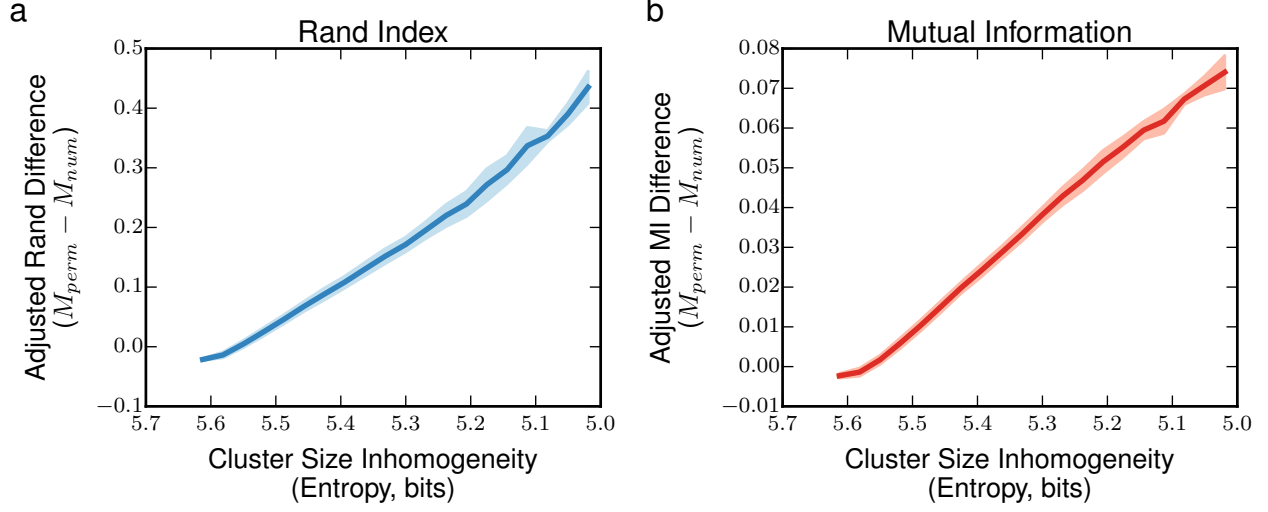 a
Rand Index
0.5
0.4
0.3
0.2
0.1
0.0
−0.1
Adjusted Rand Difference
(M_perm − M_num)
5.7 5.6 5.5 5.4 5.3 5.2 5.1 5.0
Cluster Size Inhomogeneity
(Entropy, bits)
b
Mutual Information
0.08
0.07
0.06
0.05
0.04
0.03
0.02
0.01
0.00
−0.01
Adjusted MI Difference
(M_perm − M_num)
5.7 5.6 5.5 5.4 5.3 5.2 5.1 5.0
Cluster Size Inhomogeneity
(Entropy, bits)